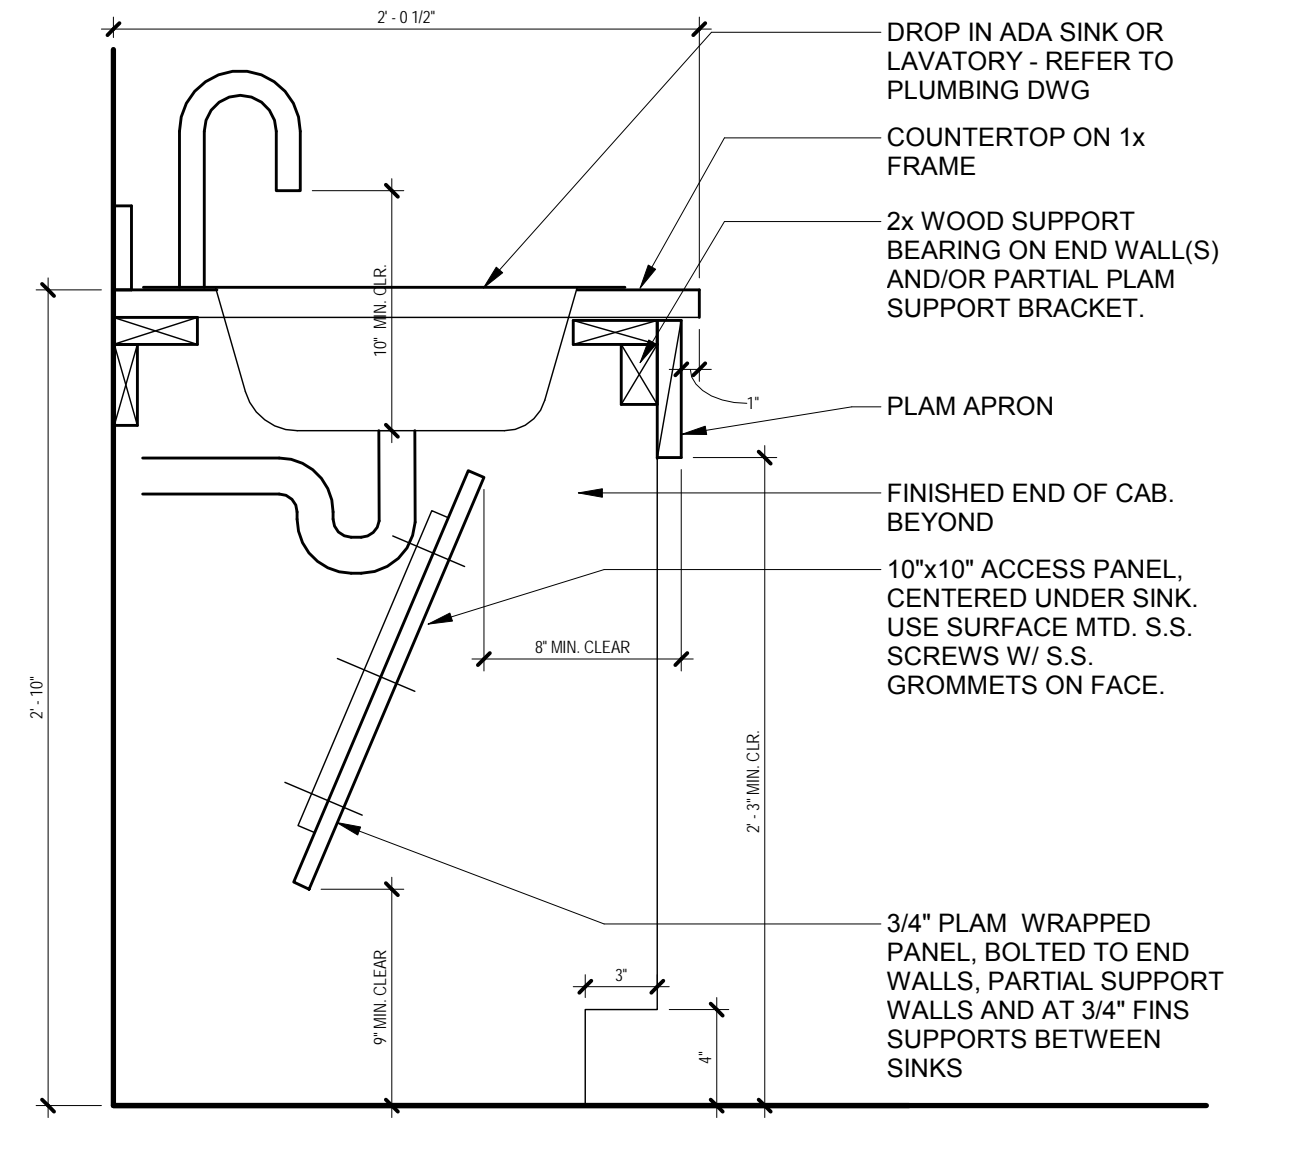 2' - 0 1/2"
DROP IN ADA SINK OR
LAVATORY - REFER TO
PLUMBING DWG
COUNTERTOP ON 1x
FRAME
2x WOOD SUPPORT
BEARING ON END WALL(S)
AND/OR PARTIAL PLAM
SUPPORT BRACKET.
10" MIN. CLR.
1"
PLAM APRON
FINISHED END OF CAB.
BEYOND
10"x10" ACCESS PANEL,
CENTERED UNDER SINK.
USE SURFACE MTD. S.S.
SCREWS W/ S.S.
GROMMETS ON FACE.
8" MIN. CLEAR
2' - 10"
2' - 3" MIN. CLR.
3/4" PLAM WRAPPED
PANEL, BOLTED TO END
WALLS, PARTIAL SUPPORT
WALLS AND AT 3/4" FINS
SUPPORTS BETWEEN
SINKS
9" MIN. CLEAR
3"
4"